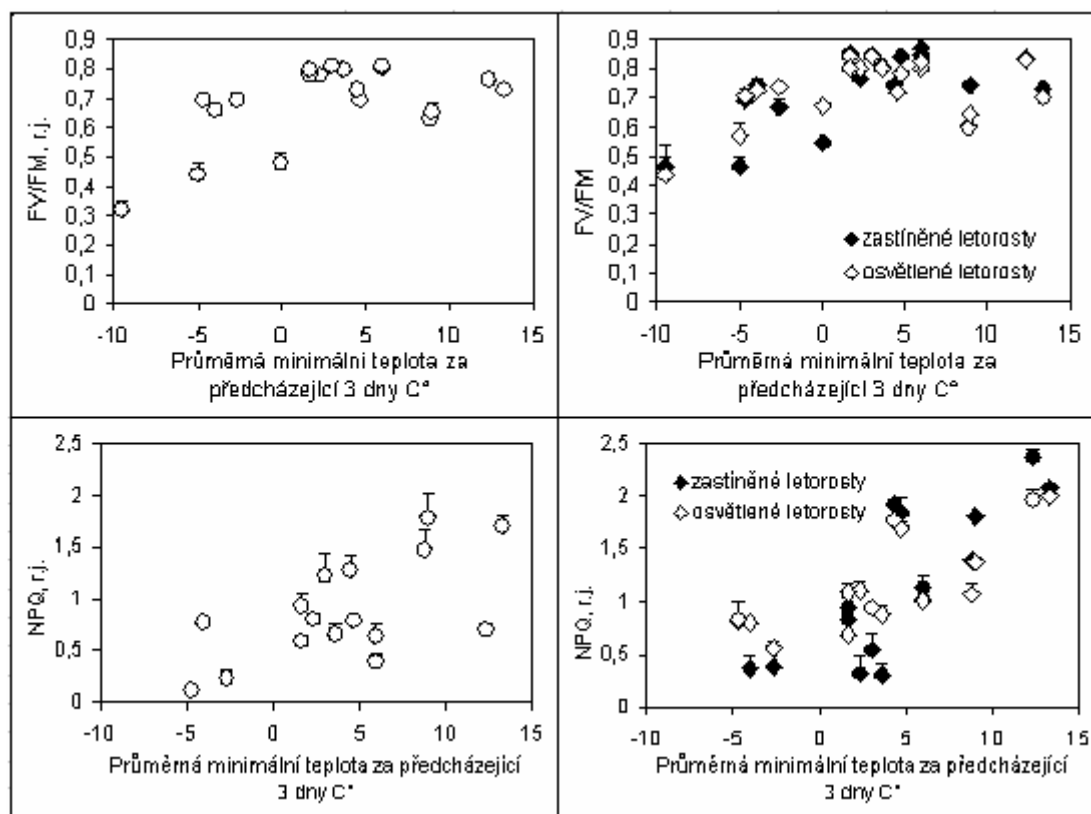 0,9
0,8
0,7
0,6
0,5
0,4
0,3
0,2
0,1
0
FV/FM, r.j.
-10 -5 0 5 10 15
Průměrná minimální teplota za
předcházející 3 dny C°
0,9
0,8
0,7
0,6
0,5
0,4
0,3
0,2
0,1
0
FV/FM
zastíněné letorosty
osvětlené letorosty
-10 -5 0 5 10 15
Průměrná minimální teplota za
předcházející 3 dny C°
2,5
2
1,5
1
0,5
0
NPQ, r.j.
-10 -5 0 5 10 15
Průměrná minimální teplota za předcházející
3 dny C°
2,5
2
1,5
1
0,5
0
NPQ, r.j.
zastíněné letorosty
osvětlené letorosty
-10 -5 0 5 10 15
Průměrná minimální teplota za předcházející
3 dny C°